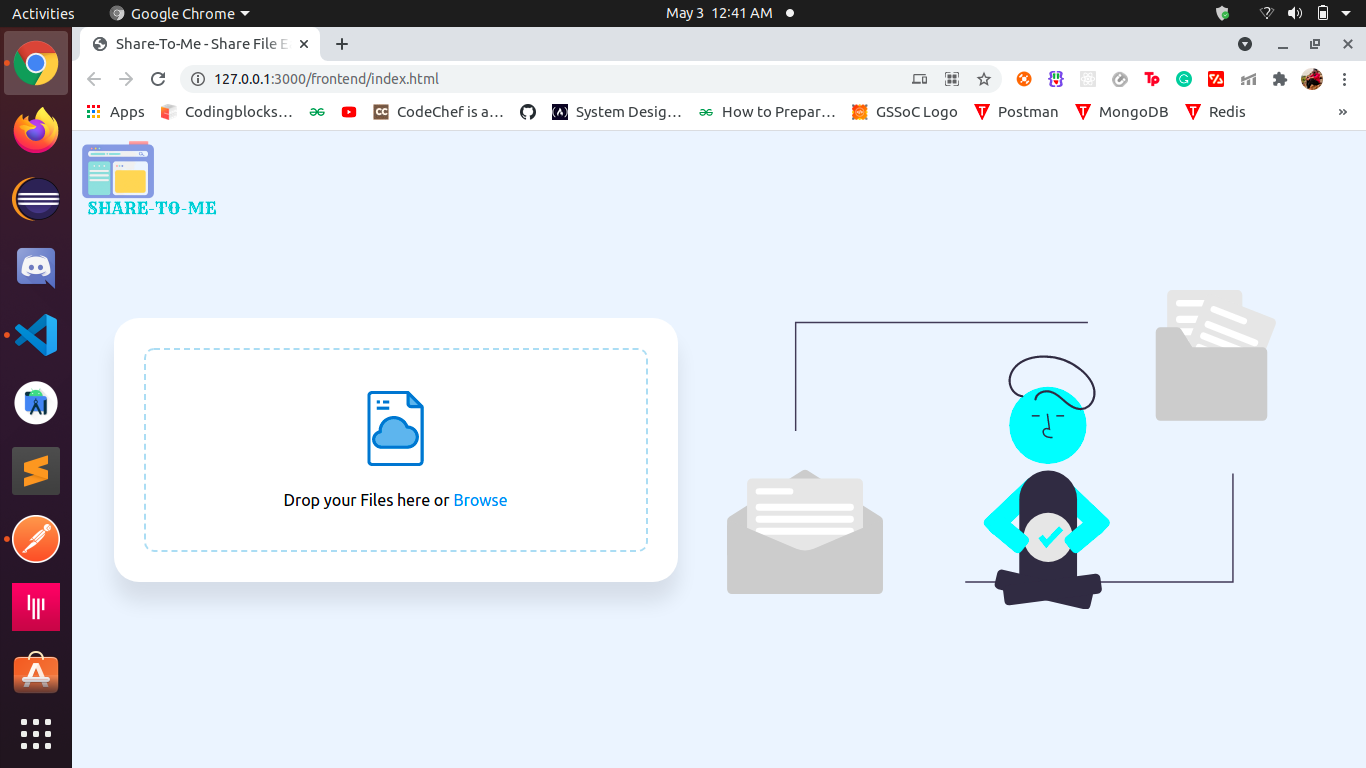 Activities Google Chrome May 3 12:41 AM
Share-To-Me - Share File E
127.0.0.1:3000/frontend/index.html
Apps Codingblocks… CodeChef is a… System Desig… How to Prepar… GSSoC Logo Postman MongoDB Redis »
SHARE-TO-ME
Drop your Files here or Browse